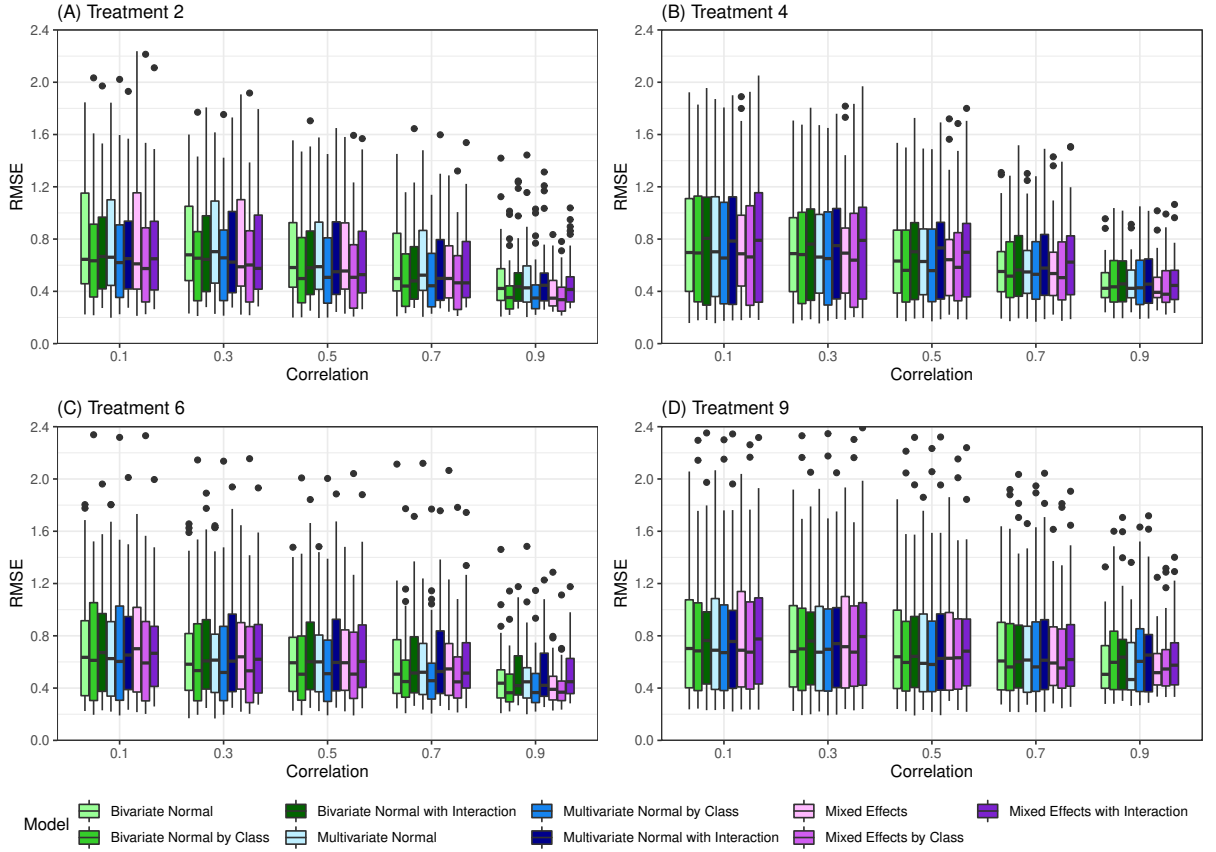 (A) Treatment 2
2.4
2.0
1.6
1.2
0.8
0.4
0.0
RMSE
0.1 0.3 0.5 0.7 0.9
Correlation
(B) Treatment 4
2.4
2.0
1.6
1.2
0.8
0.4
0.0
RMSE
0.1 0.3 0.5 0.7 0.9
Correlation
(C) Treatment 6
2.4
2.0
1.6
1.2
0.8
0.4
0.0
RMSE
0.1 0.3 0.5 0.7 0.9
Correlation
(D) Treatment 9
2.4
2.0
1.6
1.2
0.8
0.4
0.0
RMSE
0.1 0.3 0.5 0.7 0.9
Correlation
Model
Bivariate Normal
Bivariate Normal by Class
Bivariate Normal with Interaction
Multivariate Normal
Multivariate Normal by Class
Multivariate Normal with Interaction
Mixed Effects
Mixed Effects by Class
Mixed Effects with Interaction